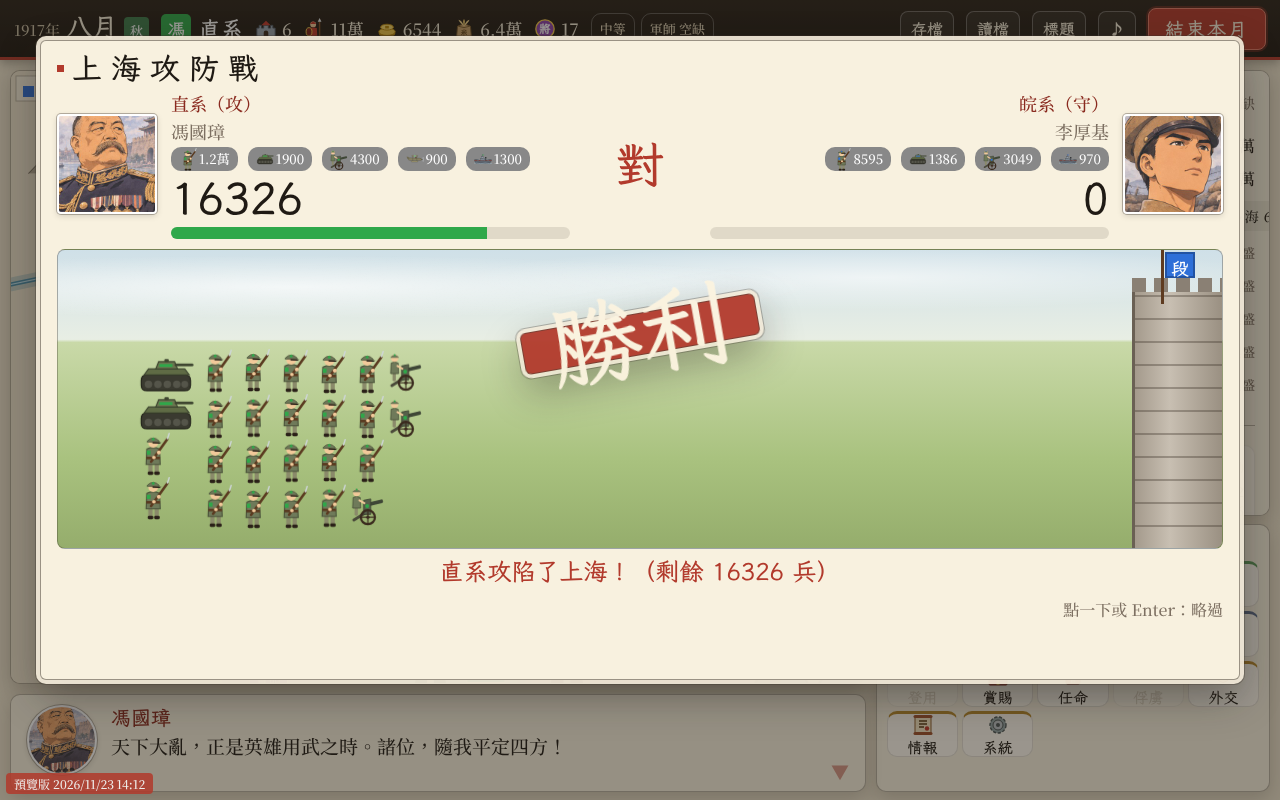 1917年 八月 秋 馮 直系 6 11萬 6544 6.4萬 將 17 中等 軍師 空缺 存檔 讀檔 標題 ♪ 結束本月
上海攻防戰
直系（攻）
馮國璋
1.2萬 1900 4300 900 1300
16326
對
皖系（守）
李厚基
8595 1386 3049 970
0
段
勝利
直系攻陷了上海！（剩餘 16326 兵）
點一下或 Enter：略過
登用 賞賜 任命 俘虜 外交
情報 系統
馮國璋
天下大亂，正是英雄用武之時。諸位，隨我平定四方！
預覽版 2026/11/23 14:12